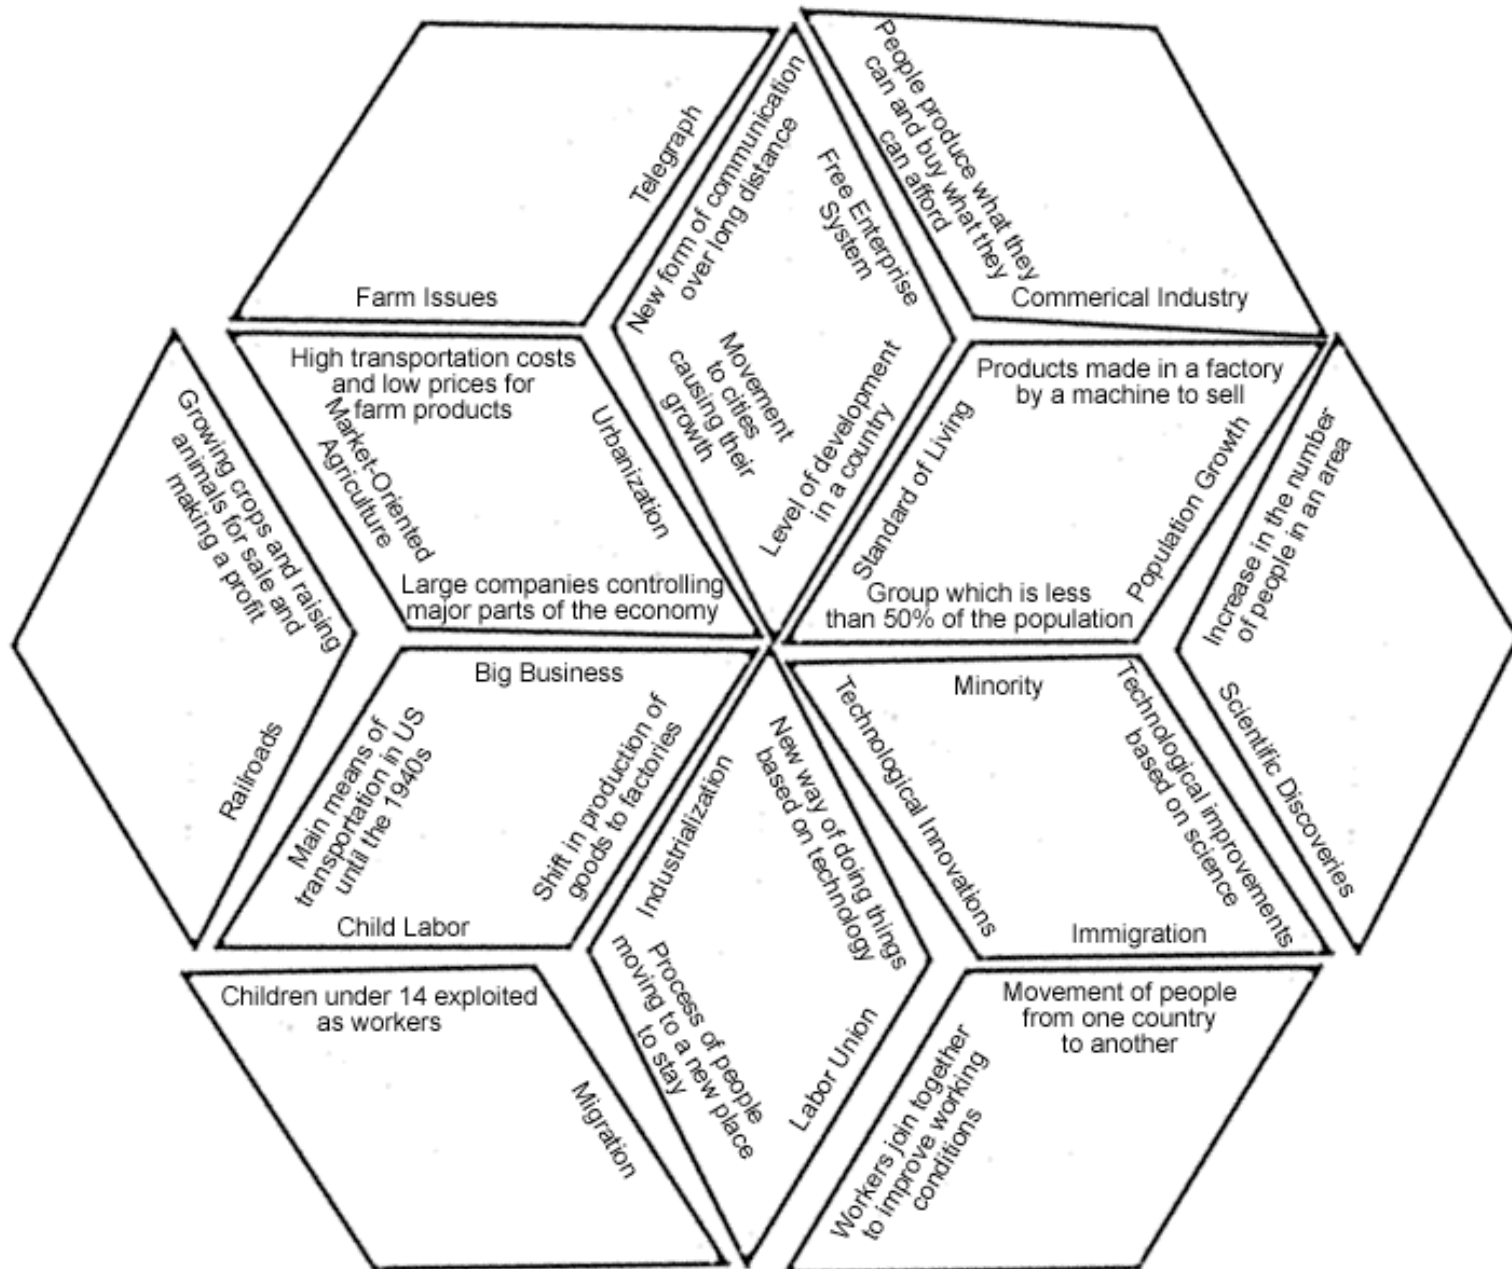 Telegraph
Farm Issues
New form of communication
over long distance
Free Enterprise
System
Movement
to cities
causing their
growth
Level of development
in a country
People produce what they
can and buy what they
can afford
Commerical Industry
High transportation costs
and low prices for
farm products
Market-Oriented
Agriculture
Urbanization
Large companies controlling
major parts of the economy
Products made in a factory
by a machine to sell
Standard of Living
Population Growth
Group which is less
than 50% of the population
Growing crops and raising
animals for sale and
making a profit
Railroads
Increase in the number
of people in an area
Scientific Discoveries
Big Business
Main means of
transportation in US
until the 1940s
Shift in production of
goods to factories
Child Labor
Industrialization
New way of doing things
based on technology
Process of people
moving to a new place
to stay
Labor Union
Minority
Technological Innovations
Technological improvements
based on science
Immigration
Children under 14 exploited
as workers
Migration
Movement of people
from one country
to another
Workers join together
to improve working
conditions